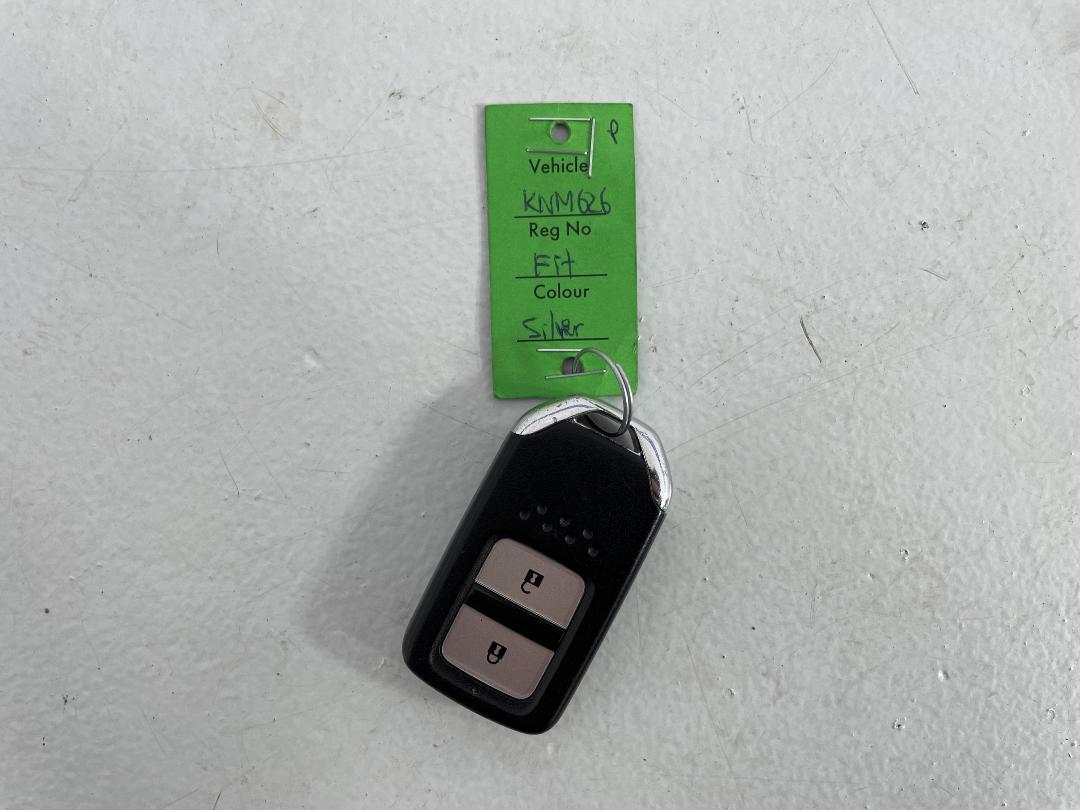 P
Vehicle
KNM626
Reg No
Fit
Colour
Silver